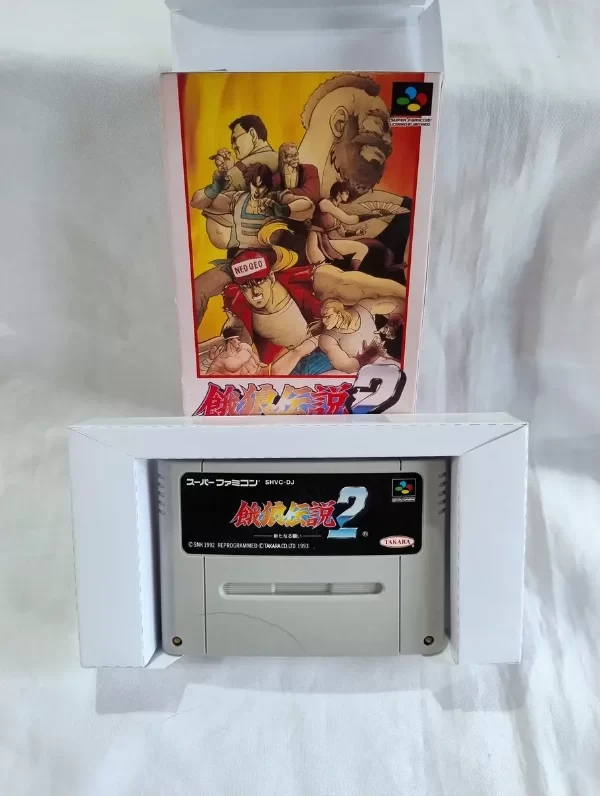 SUPER FAMICOM
NEO GEO
餓狼伝説2
スーパーファミコン SHVC-DJ
餓狼伝説2
新たなる闘い
®
© SNK 1992 REPROGRAMMED © TAKARA CO.,LTD. 1993
TAKARA